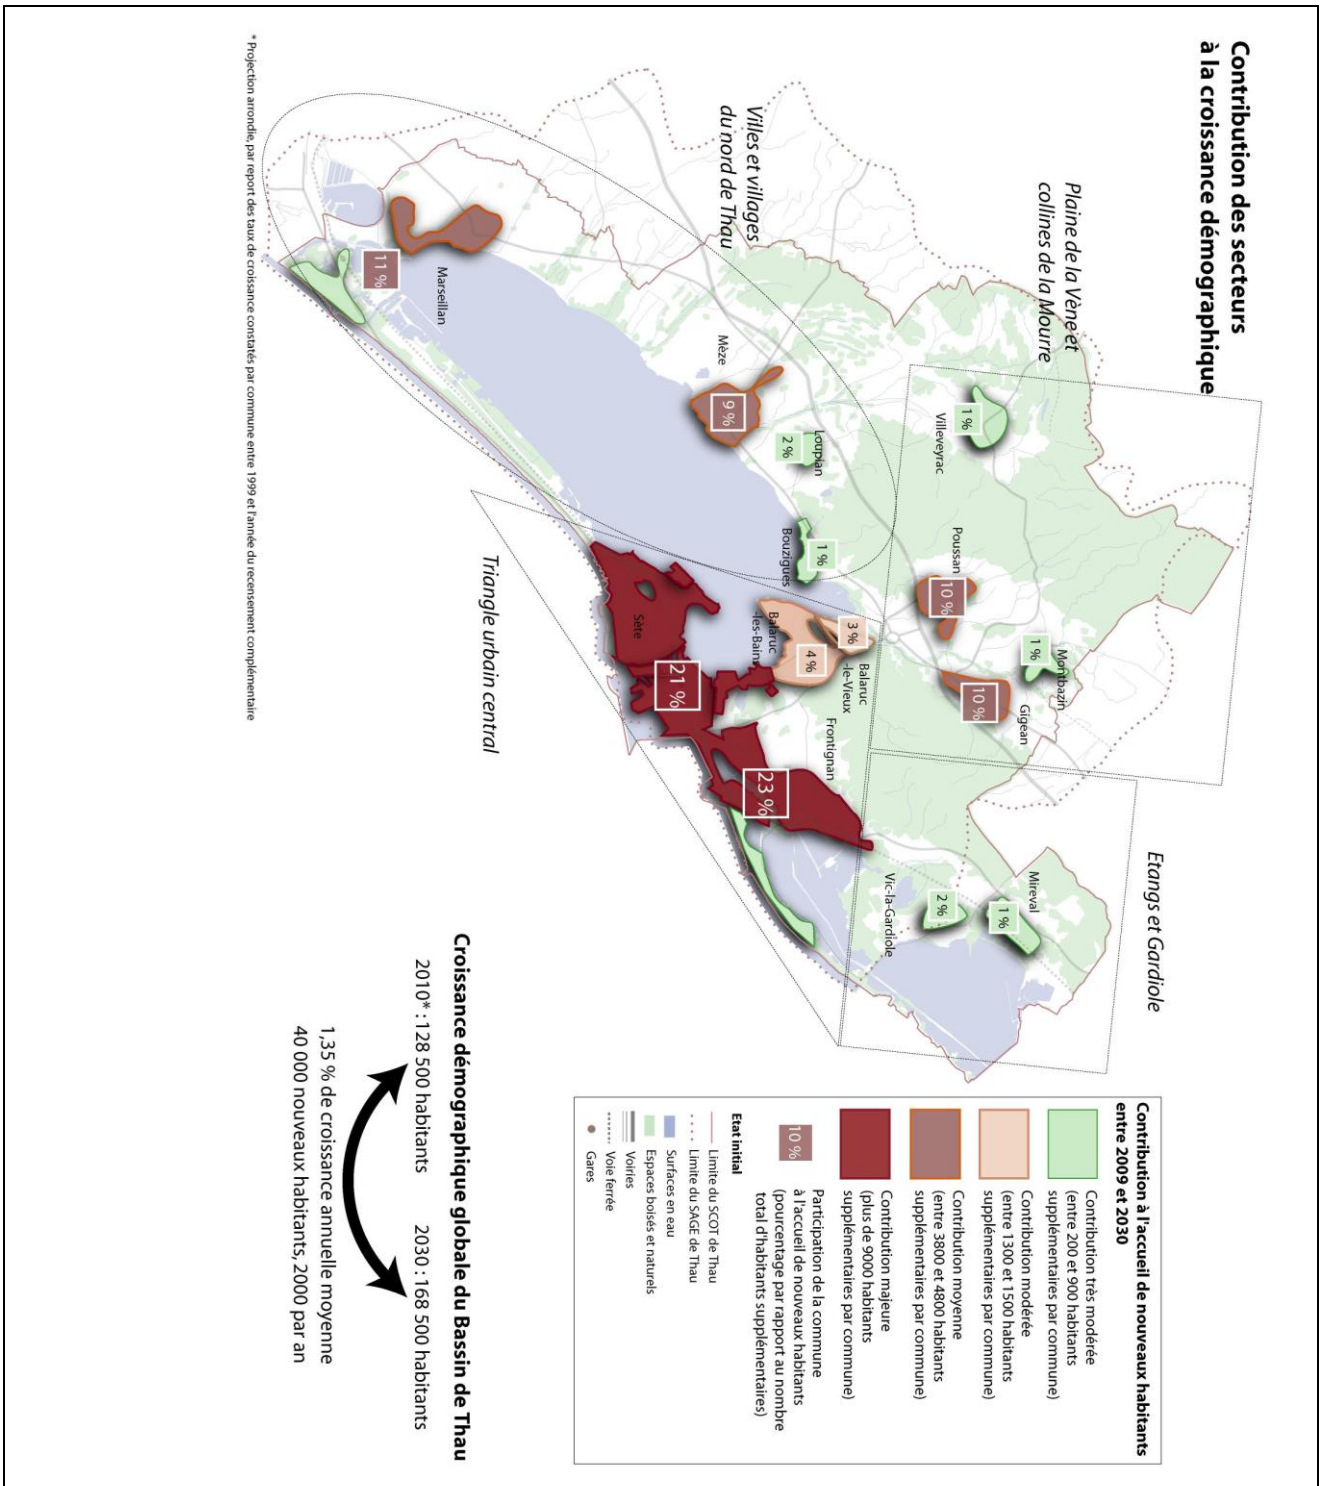 Contribution des secteurs
à la croissance démographique
Plaine de la Vène et
collines de la Mourre
Villes et villages
du nord de Thau
Etangs et Gardiole
Triangle urbain central
Villeveyrac
1 %
Montbazin
1 %
Poussan
10 %
Gigean
10 %
Mireval
1 %
Vic-la-Gardiole
2 %
Loupian
2 %
Mèze
9 %
Bouzigues
1 %
Balaruc
-le-Vieux
3 %
Balaruc
-les-Bains
4 %
Frontignan
23 %
Sète
21 %
Marseillan
11 %
Contribution à l'accueil de nouveaux habitants
entre 2009 et 2030
Contribution très modérée
(entre 200 et 900 habitants
supplémentaires par commune)
Contribution modérée
(entre 1300 et 1500 habitants
supplémentaires par commune)
Contribution moyenne
(entre 3800 et 4800 habitants
supplémentaires par commune)
Contribution majeure
(plus de 9000 habitants
supplémentaires par commune)
10 %
Participation de la commune
à l'accueil de nouveaux habitants
(pourcentage par rapport au nombre
total d'habitants supplémentaires)
Etat initial
Limite du SCOT de Thau
Limite du SAGE de Thau
Surfaces en eau
Espaces boisés et naturels
Voiries
Voie ferrée
Gares
Croissance démographique globale du Bassin de Thau
2010* : 128 500 habitants
2030 : 168 500 habitants
1,35 % de croissance annuelle moyenne
40 000 nouveaux habitants, 2000 par an
* Projection arrondie, par report des taux de croissance constatés par commune entre 1999 et l'année du recensement complémentaire